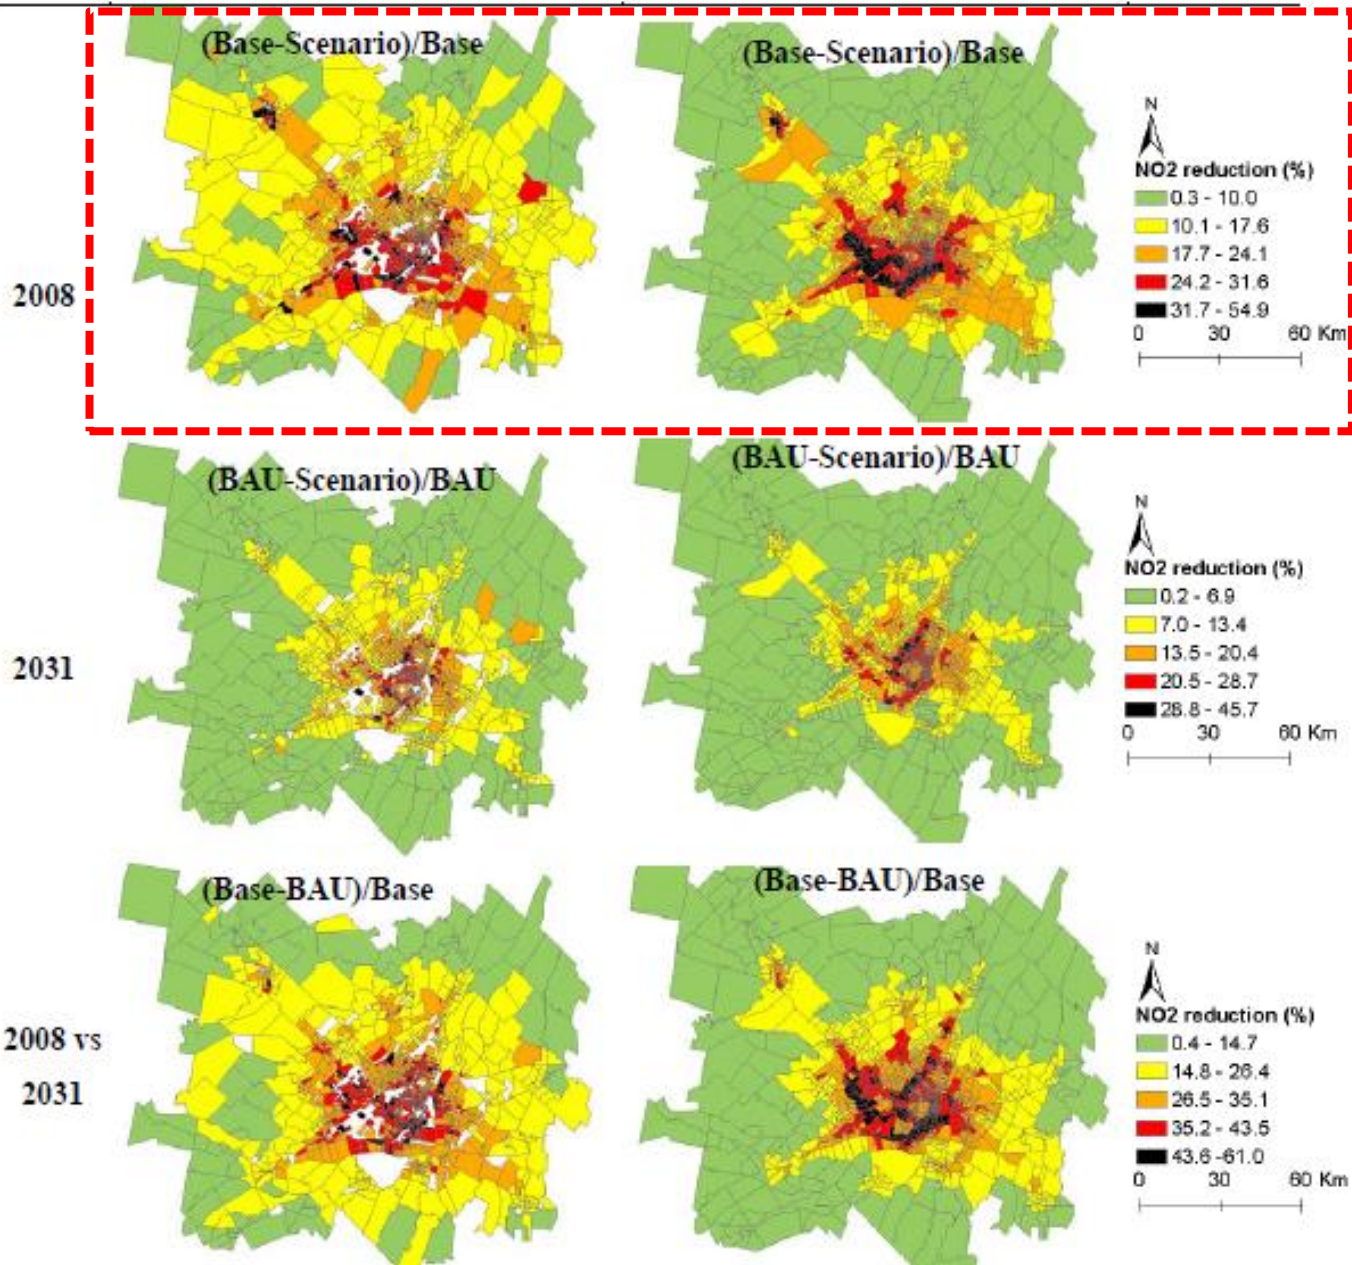 (Base-Scenario)/Base
(Base-Scenario)/Base
2008
N
NO2 reduction (%)
0.3 - 10.0
10.1 - 17.6
17.7 - 24.1
24.2 - 31.6
31.7 - 54.9
0 30 60 Km
(BAU-Scenario)/BAU
(BAU-Scenario)/BAU
2031
N
NO2 reduction (%)
0.2 - 6.9
7.0 - 13.4
13.5 - 20.4
20.5 - 28.7
28.8 - 45.7
0 30 60 Km
(Base-BAU)/Base
(Base-BAU)/Base
2008 vs
2031
N
NO2 reduction (%)
0.4 - 14.7
14.8 - 26.4
26.5 - 35.1
35.2 - 43.5
43.6 -61.0
0 30 60 Km